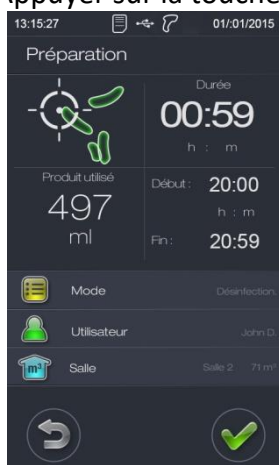 Appuyer sur la touche
13:15:27 01/:01/2015
Préparation
Durée
00:59
h : m
Produit utilisé
497
ml
Début : 20:00
h : m
Fin : 20:59
Mode Désinfection.
Utilisateur John D.
m³ Salle Salle 2 71 m³